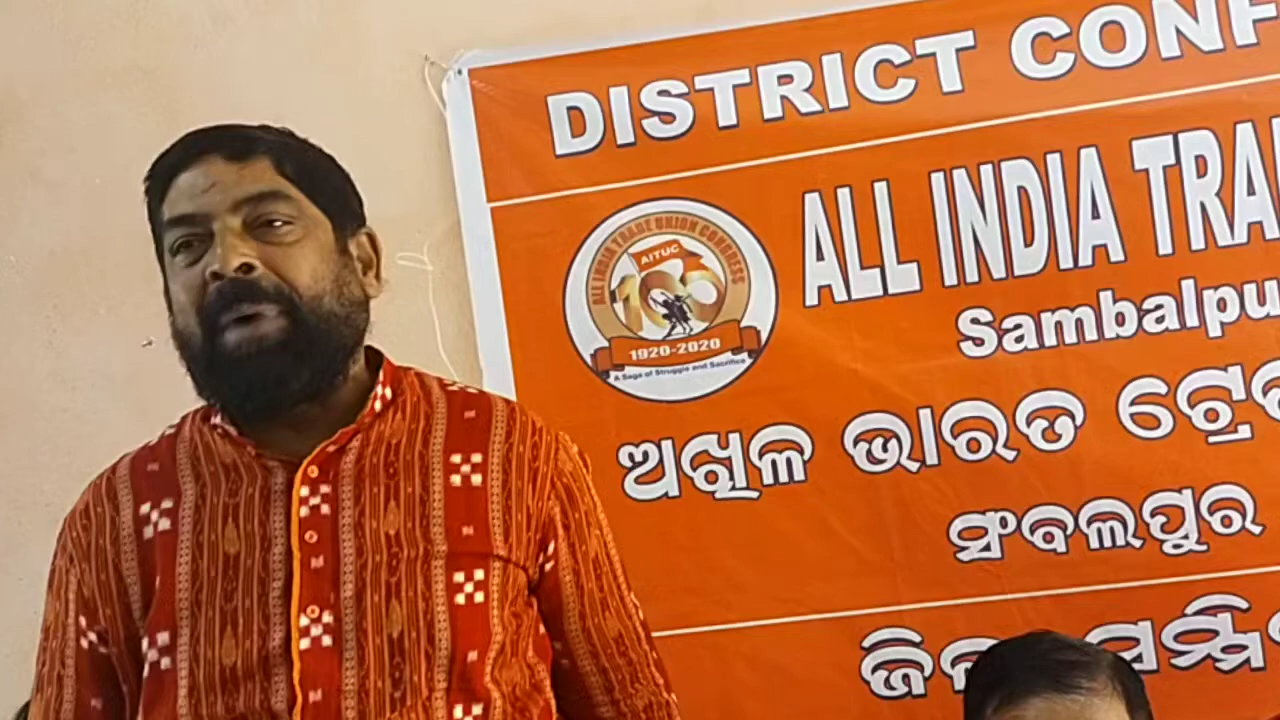 DISTRICT CONF
ALL INDIA TRADE UNION CONGRESS
AITUC
100
1920-2020
A Saga of Struggle and Sacrifice
ALL INDIA TRA
Sambalpu
ଅଖିଳ ଭାରତ ଟ୍ରେ
ସଂବଲପୁର